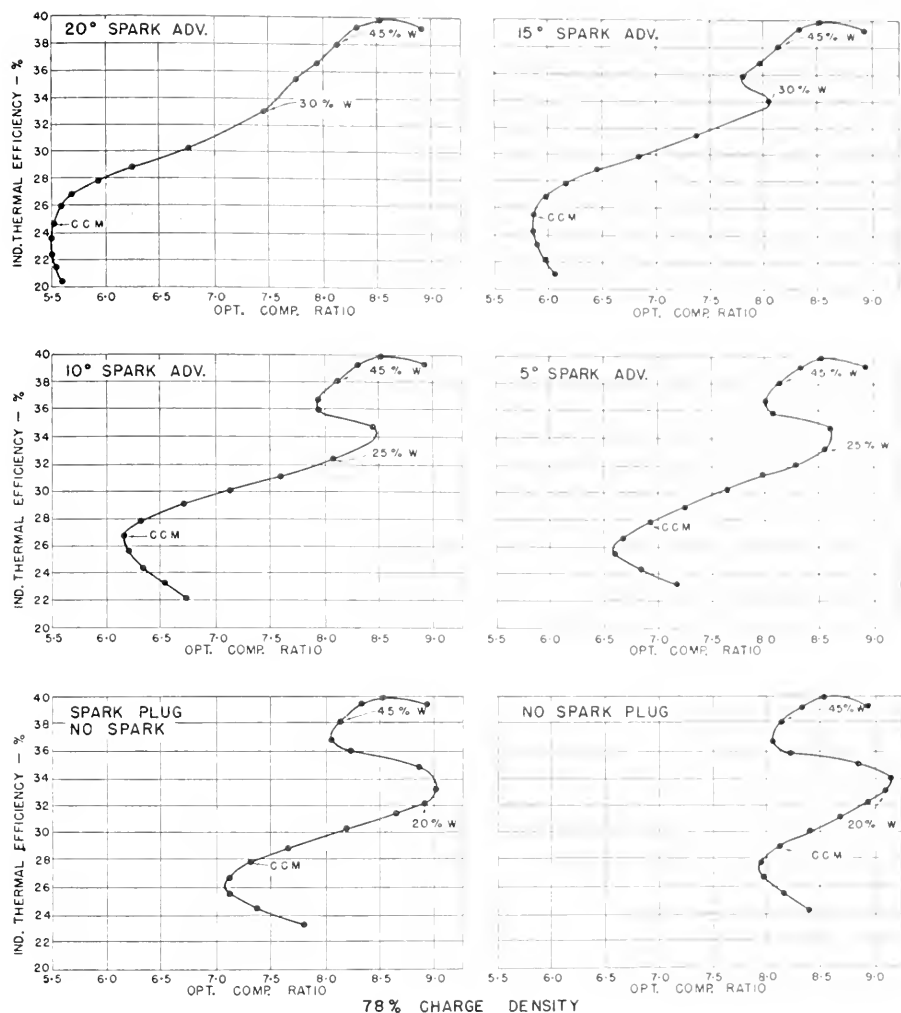 20° SPARK ADV.
IND. THERMAL EFFICIENCY – %
40
38
36
34
32
30
28
26
24
22
20
45 % W
30 % W
CCM
5.5 6.0 6.5 7.0 7.5 8.0 8.5 9.0
OPT. COMP. RATIO
15° SPARK ADV.
45% W
30% W
CCM
5.5 6.0 6.5 7.0 7.5 8.0 8.5 9.0
OPT. COMP. RATIO
10° SPARK ADV.
IND. THERMAL EFFICIENCY – %
40
38
36
34
32
30
28
26
24
22
20
45% W
25 % W
CCM
5.5 6.0 6.5 7.0 7.5 8.0 8.5 9.0
OPT. COMP. RATIO
5° SPARK ADV.
45% W
25% W
CCM
5.5 6.0 6.5 7.0 7.5 8.0 8.5 9.0
OPT. COMP. RATIO
SPARK PLUG
NO SPARK
IND. THERMAL EFFICIENCY – %
40
38
36
34
32
30
28
26
24
22
20
45% W
20% W
CCM
5.5 6.0 6.5 7.0 7.5 8.0 8.5 9.0
OPT. COMP. RATIO
NO SPARK PLUG
45% W
20% W
CCM
5.5 6.0 6.5 7.0 7.5 8.0 8.5 9.0
OPT. COMP. RATIO
78% CHARGE DENSITY